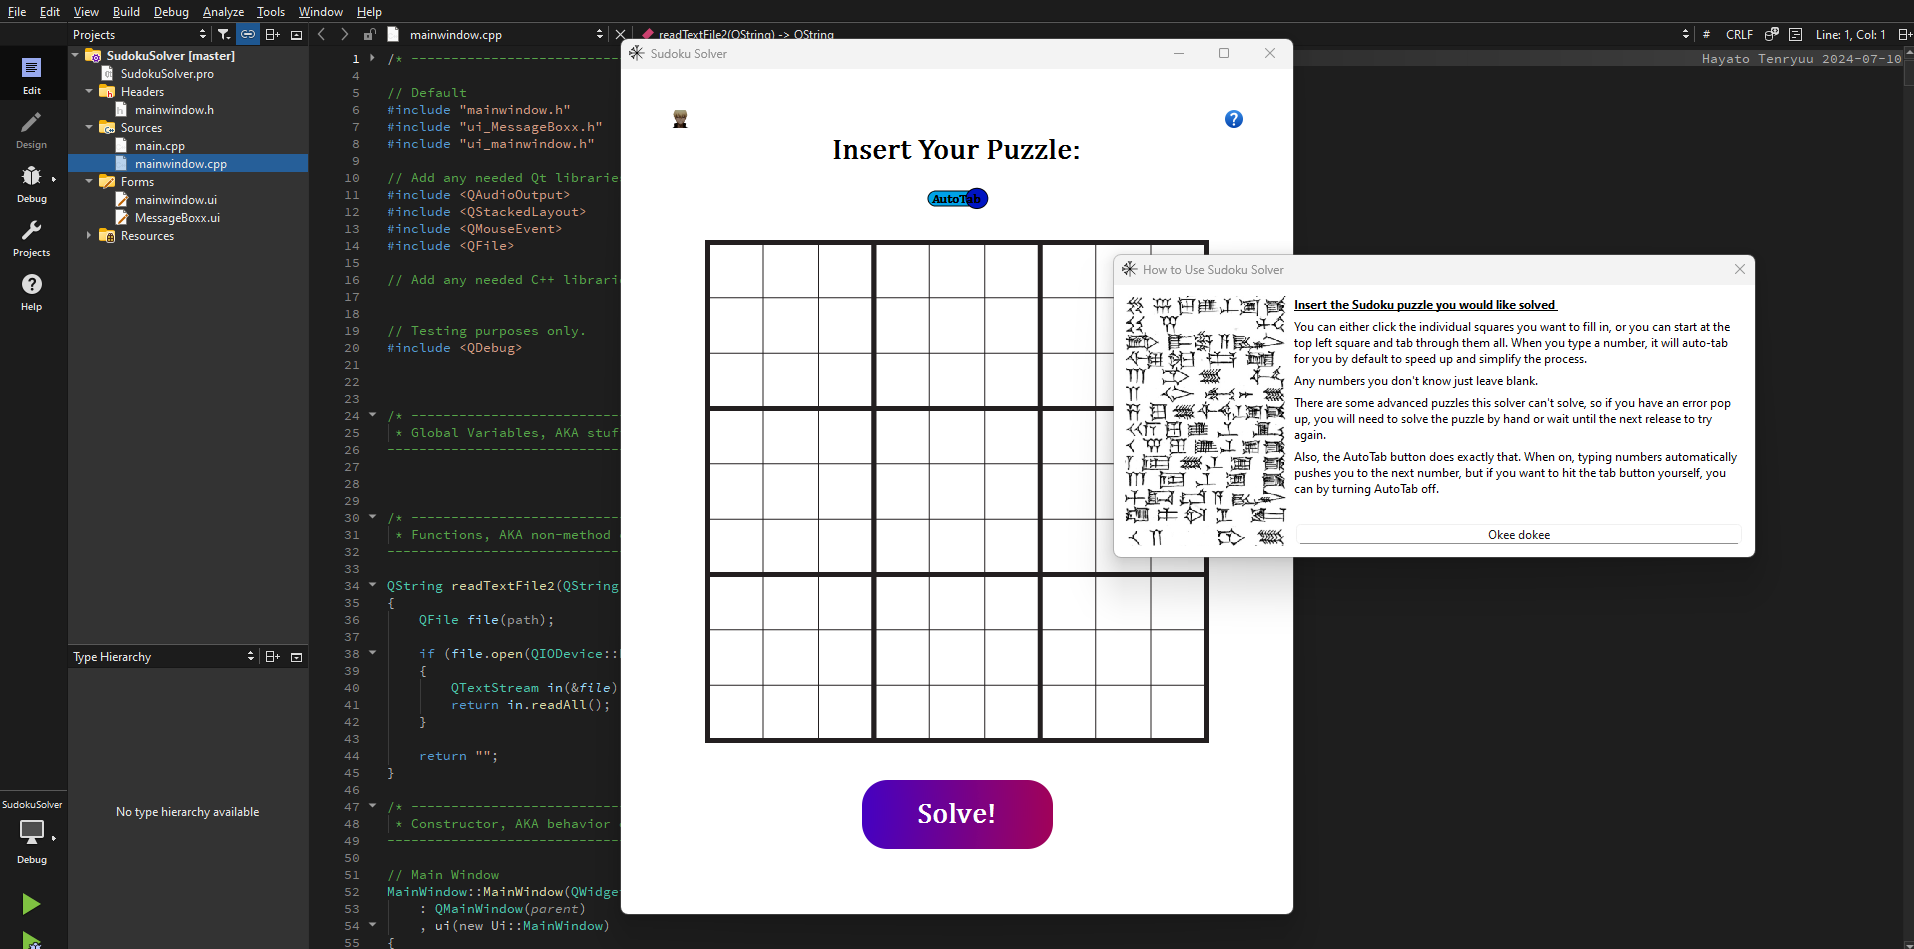 File Edit View Build Debug Analyze Tools Window Help
Projects
mainwindow.cpp
readTextFile2(QString) -> QString
# CRLF Line: 1, Col: 1
Edit
Design
Debug
Projects
Help
SudokuSolver
Debug
SudokuSolver [master]
SudokuSolver.pro
Headers
mainwindow.h
Sources
main.cpp
mainwindow.cpp
Forms
mainwindow.ui
MessageBoxx.ui
Resources
Type Hierarchy
No type hierarchy available
1 /* --------------------------
Hayato Tenryuu 2024-07-10
4
5 // Default
6 #include "mainwindow.h"
7 #include "ui_MessageBoxx.h"
8 #include "ui_mainwindow.h"
9
10 // Add any needed Qt librarie
11 #include <QAudioOutput>
12 #include <QStackedLayout>
13 #include <QMouseEvent>
14 #include <QFile>
15
16 // Add any needed C++ librari
17
18
19 // Testing purposes only.
20 #include <QDebug>
21
22
23
24 /* --------------------------
25 * Global Variables, AKA stuf
26 -----------------------------
27
28
29
30 /* --------------------------
31 * Functions, AKA non-method
32 -----------------------------
33
34 QString readTextFile2(QString
35 {
36 QFile file(path);
37
38 if (file.open(QIODevice::
39 {
40 QTextStream in(&file)
41 return in.readAll();
42 }
43
44 return "";
45 }
46
47 /* --------------------------
48 * Constructor, AKA behavior
49 -----------------------------
50
51 // Main Window
52 MainWindow::MainWindow(QWidge
53 : QMainWindow(parent)
54 , ui(new Ui::MainWindow)
55 {
Sudoku Solver
?
Insert Your Puzzle:
AutoTab
Solve!
How to Use Sudoku Solver
Insert the Sudoku puzzle you would like solved
You can either click the individual squares you want to fill in, or you can start at the
top left square and tab through them all. When you type a number, it will auto-tab
for you by default to speed up and simplify the process.
Any numbers you don't know just leave blank.
There are some advanced puzzles this solver can't solve, so if you have an error pop
up, you will need to solve the puzzle by hand or wait until the next release to try
again.
Also, the AutoTab button does exactly that. When on, typing numbers automatically
pushes you to the next number, but if you want to hit the tab button yourself, you
can by turning AutoTab off.
Okee dokee